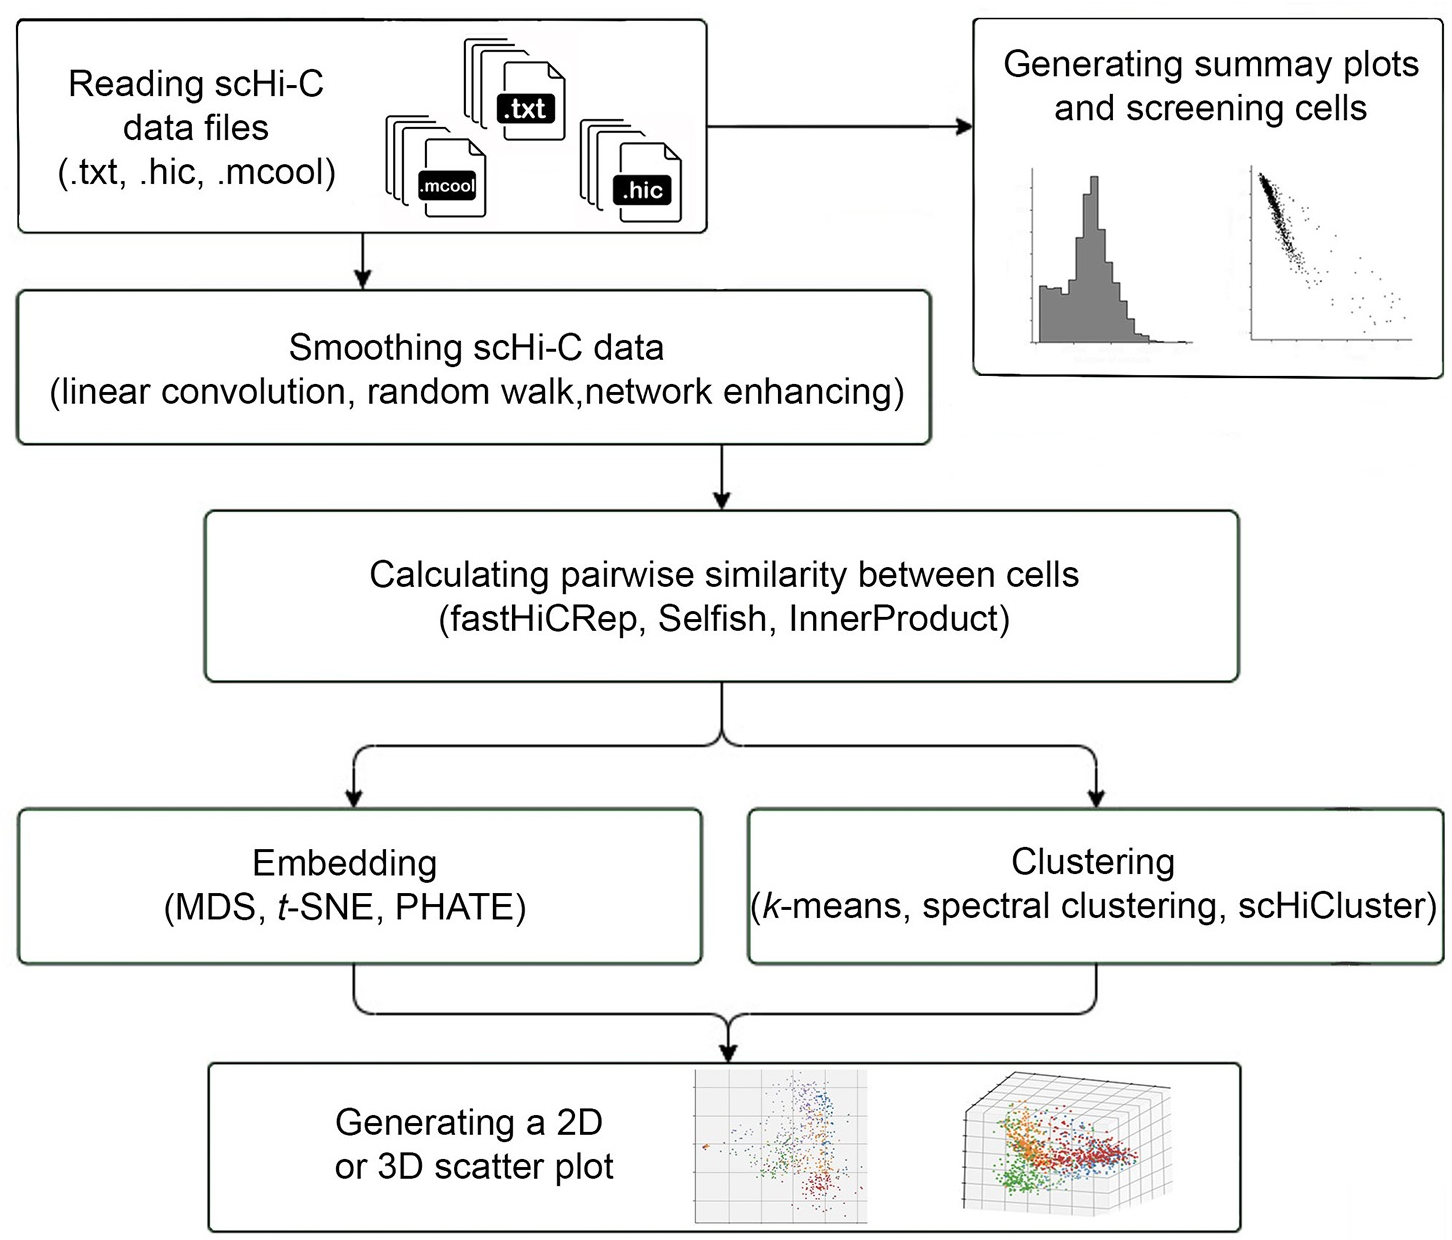 Reading scHi-C
data files
(.txt, .hic, .mcool)
.txt
.mcool
.hic
Generating summay plots
and screening cells
Smoothing scHi-C data
(linear convolution, random walk,network enhancing)
Calculating pairwise similarity between cells
(fastHiCRep, Selfish, InnerProduct)
Embedding
(MDS, t-SNE, PHATE)
Clustering
(k-means, spectral clustering, scHiCluster)
Generating a 2D
or 3D scatter plot